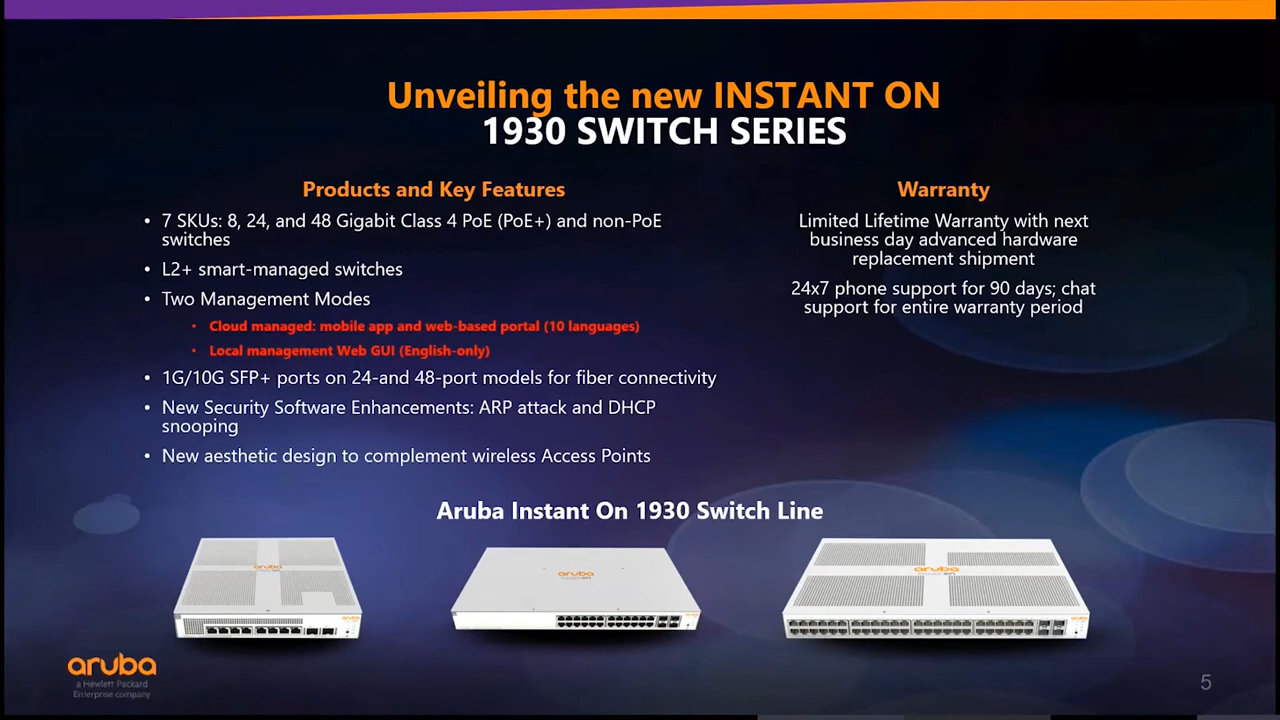 Unveiling the new INSTANT ON
1930 SWITCH SERIES
Products and Key Features
• 7 SKUs: 8, 24, and 48 Gigabit Class 4 PoE (PoE+) and non-PoE
switches
• L2+ smart-managed switches
• Two Management Modes
• Cloud managed: mobile app and web-based portal (10 languages)
• Local management Web GUI (English-only)
• 1G/10G SFP+ ports on 24-and 48-port models for fiber connectivity
• New Security Software Enhancements: ARP attack and DHCP
snooping
• New aesthetic design to complement wireless Access Points
Warranty
Limited Lifetime Warranty with next
business day advanced hardware
replacement shipment
24x7 phone support for 90 days; chat
support for entire warranty period
Aruba Instant On 1930 Switch Line
aruba
aruba
aruba
aruba
a Hewlett Packard
Enterprise company
5